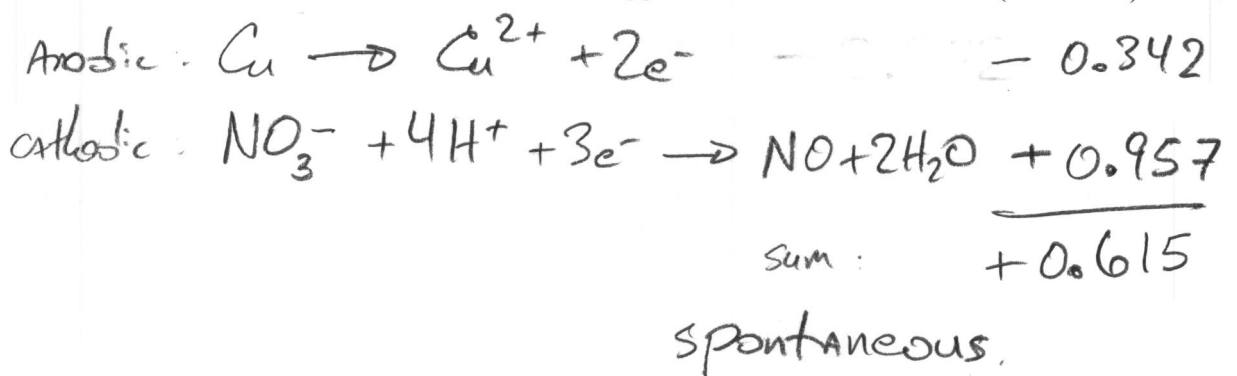 Anodic: Cu → Cu²⁺ + 2e⁻ - 0.342
Cathodic: NO₃⁻ + 4H⁺ + 3e⁻ → NO + 2H₂O + 0.957
sum: + 0.615
spontaneous.